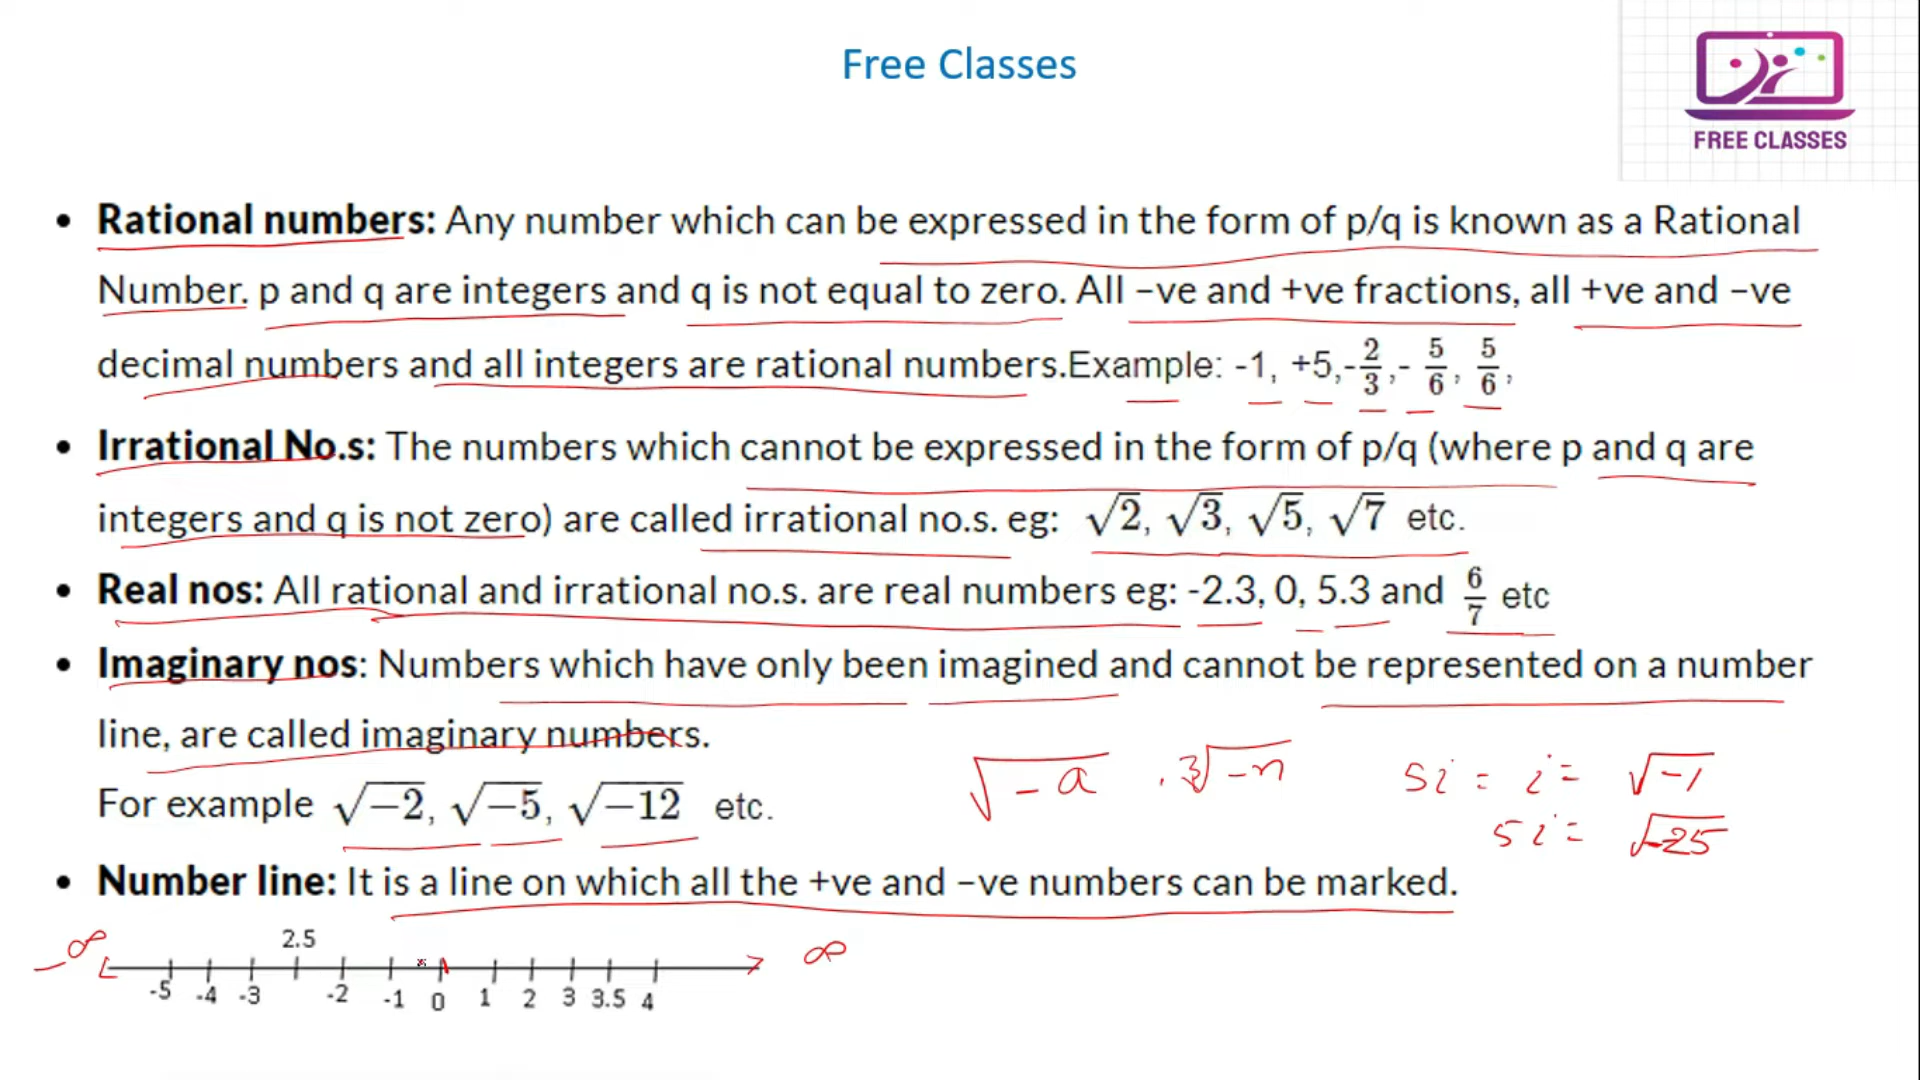 Free Classes
FREE CLASSES
• Rational numbers: Any number which can be expressed in the form of p/q is known as a Rational
Number. p and q are integers and q is not equal to zero. All –ve and +ve fractions, all +ve and –ve
decimal numbers and all integers are rational numbers.Example: -1, +5,-2/3,- 5/6, 5/6,
• Irrational No.s: The numbers which cannot be expressed in the form of p/q (where p and q are
integers and q is not zero) are called irrational no.s. eg: √2, √3, √5, √7 etc.
• Real nos: All rational and irrational no.s. are real numbers eg: -2.3, 0, 5.3 and 6/7 etc
• Imaginary nos: Numbers which have only been imagined and cannot be represented on a number
line, are called imaginary numbers.
√-a , ³√-n 5i = i = √-1
For example √−2, √−5, √−12 etc.
5i = √-25
• Number line: It is a line on which all the +ve and –ve numbers can be marked.
2.5
-∞ ∞
-5 -4 -3 -2 -1 0 1 2 3 3.5 4